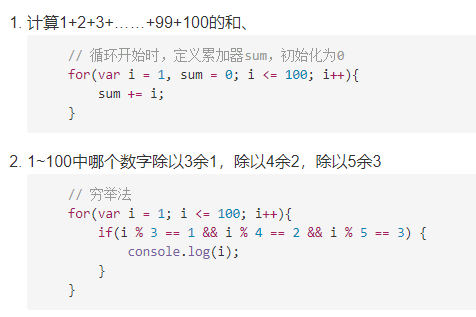 1. 计算1+2+3+……+99+100的和、
// 循环开始时，定义累加器sum，初始化为0
for(var i = 1, sum = 0; i <= 100; i++){
sum += i;
}
2. 1~100中哪个数字除以3余1，除以4余2，除以5余3
// 穷举法
for(var i = 1; i <= 100; i++){
if(i % 3 == 1 && i % 4 == 2 && i % 5 == 3) {
console.log(i);
}
}